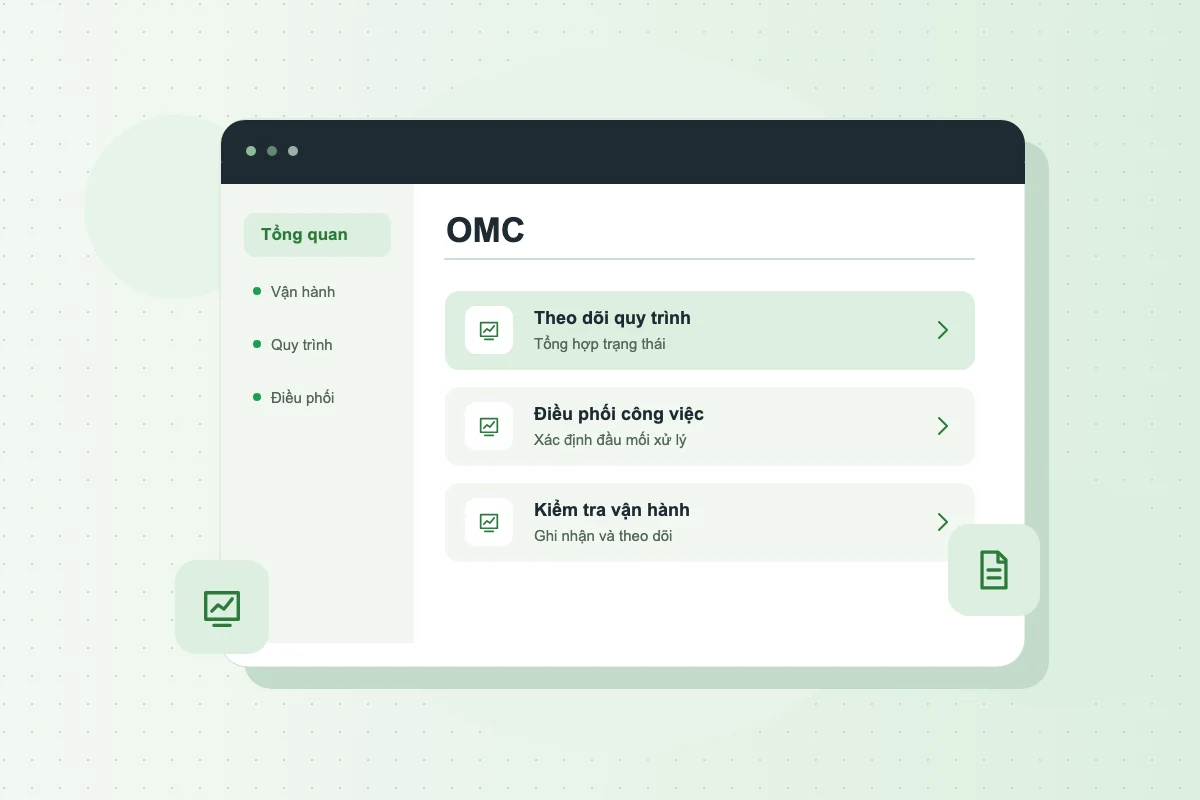 Tổng quan
Vận hành
Quy trình
Điều phối
OMC
Theo dõi quy trình
Tổng hợp trạng thái
Điều phối công việc
Xác định đầu mối xử lý
Kiểm tra vận hành
Ghi nhận và theo dõi